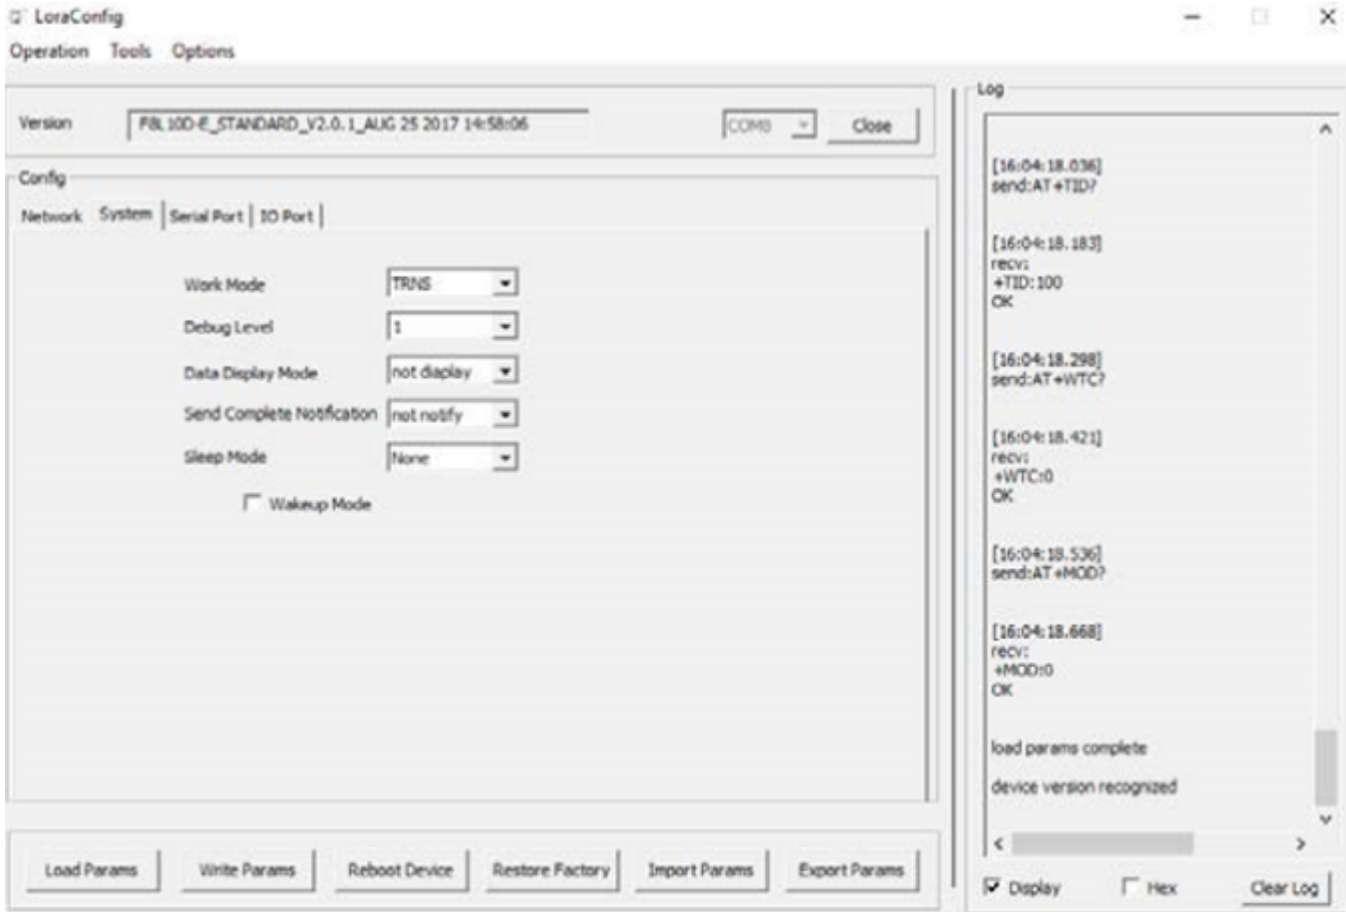 LoraConfig
Operation Tools Options
Version F8L10D-E_STANDARD_V2.0.1_AUG 25 2017 14:58:06 COM8 Close
Config
Network System Serial Port IO Port
Work Mode TRNS
Debug Level 1
Data Display Mode not diaplay
Send Complete Notification not notify
Sleep Mode None
Wakeup Mode
Load Params Write Params Reboot Device Restore Factory Import Params Export Params
Log
[16:04:18.036]
send:AT+TID?
[16:04:18.183]
recv:
+TID:100
OK
[16:04:18.298]
send:AT+WTC?
[16:04:18.421]
recv:
+WTC:0
OK
[16:04:18.536]
send:AT+MOD?
[16:04:18.668]
recv:
+MOD:0
OK
load params complete
device version recognized
Display Hex Clear Log